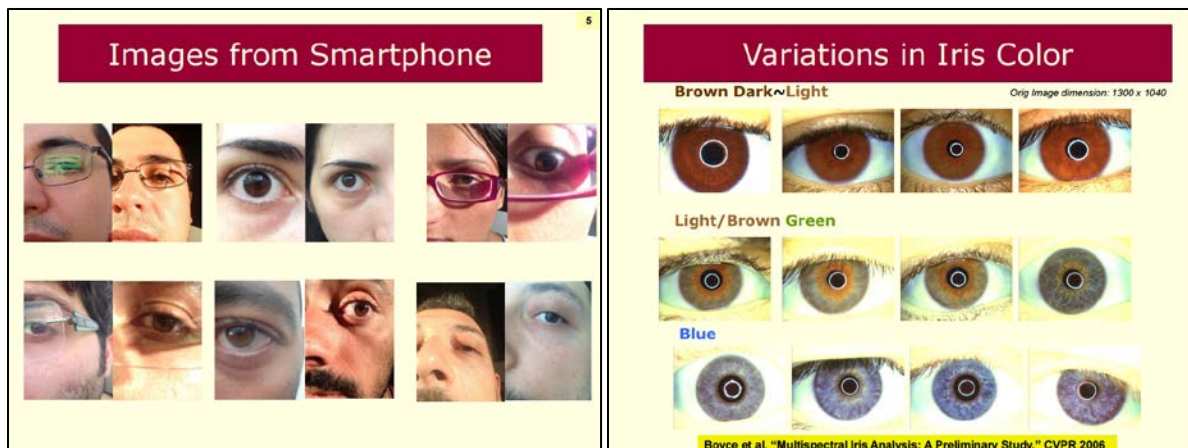 5
Images from Smartphone
Variations in Iris Color
Brown Dark~Light
Orig Image dimension: 1300 x 1040
Light/Brown Green
Blue
Boyce et al, “Multispectral Iris Analysis: A Preliminary Study,” CVPR 2006